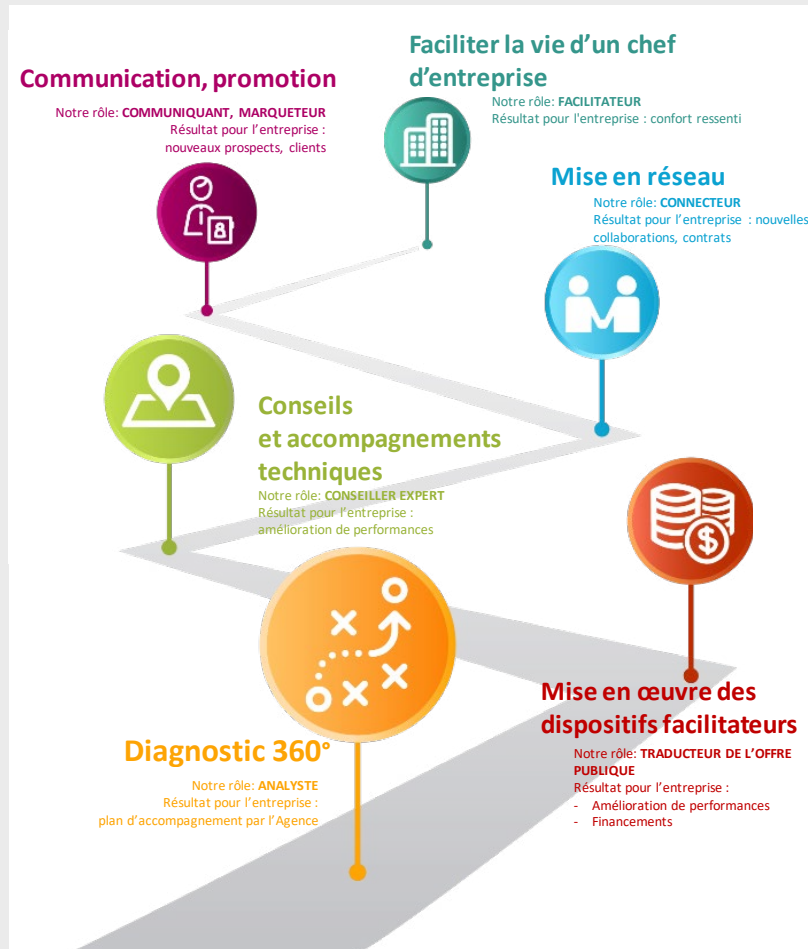 Communication, promotion
Notre rôle: COMMUNIQUANT, MARQUETEUR
Résultat pour l'entreprise :
nouveaux prospects, clients
Faciliter la vie d'un chef
d'entreprise
Notre rôle: FACILITATEUR
Résultat pour l'entreprise : confort ressenti
Mise en réseau
Notre rôle: CONNECTEUR
Résultat pour l'entreprise : nouvelles
collaborations, contrats
Conseils
et accompagnements
techniques
Notre rôle: CONSEILLER EXPERT
Résultat pour l'entreprise :
amélioration de performances
Mise en œuvre des
dispositifs facilitateurs
Notre rôle: TRADUCTEUR DE L'OFFRE
PUBLIQUE
Résultat pour l'entreprise :
- Amélioration de performances
- Financements
Diagnostic 360°
Notre rôle: ANALYSTE
Résultat pour l'entreprise :
plan d'accompagnement par l'Agence